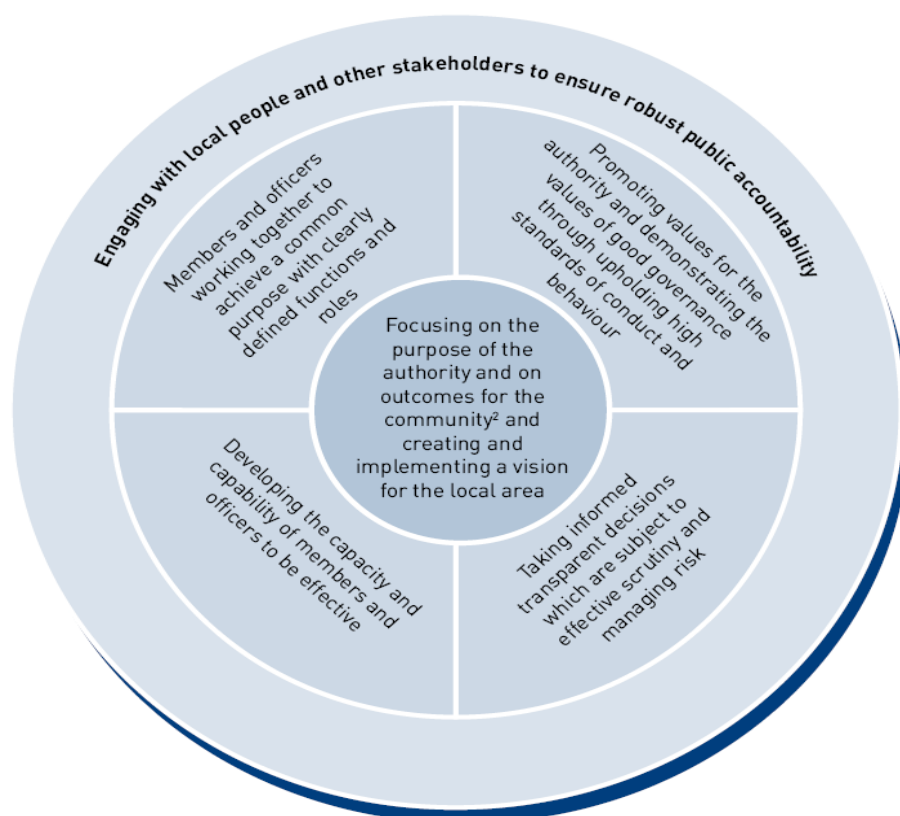 Engaging with local people and other stakeholders to ensure robust public accountability
Members and officers
working together to
achieve a common
purpose with clearly
defined functions and
roles
Promoting values for the
authority and demonstrating the
values of good governance
through upholding high
standards of conduct and
behaviour
Focusing on the
purpose of the
authority and on
outcomes for the
community² and
creating and
implementing a vision
for the local area
Developing the capacity and
capability of members and
officers to be effective
Taking informed
transparent decisions
which are subject to
effective scrutiny and
managing risk